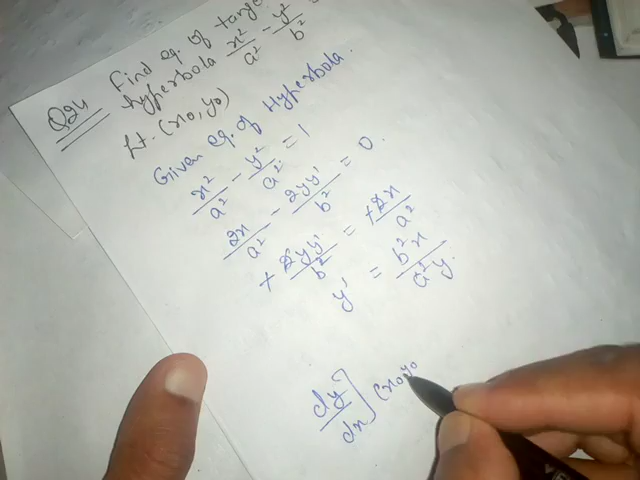 Q24 Find eq. of
hyperbola x²/a² - y²/b²
pt. (x₀, y₀)
Given eq. of Hyperbola.
x²/a² - y²/a² = 1
2x/a² - 2yy'/b² = 0.
+ 2yy'/b² = + 2x/a²
y' = b²x/a²y.
dy/dx] (x₀, y₀